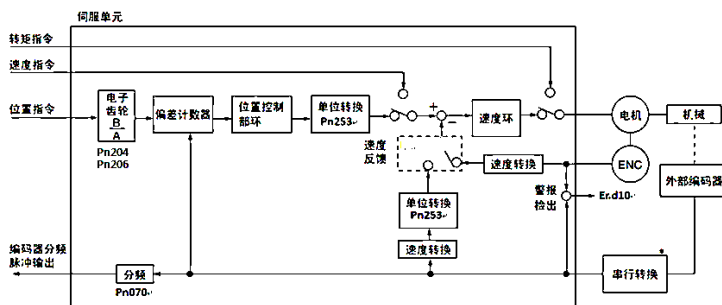 伺服单元
转矩指令
速度指令
位置指令
电子
齿轮
B
A
Pn204
Pn206
偏差计数器
位置控制
部环
单位转换
Pn253
+
−
速度环
电机
机械
速度
反馈
速度转换
ENC
外部编码器
警报
检出
Er.d10
单位转换
Pn253
速度转换
编码器分频
脉冲输出
分频
Pn070
串行转换